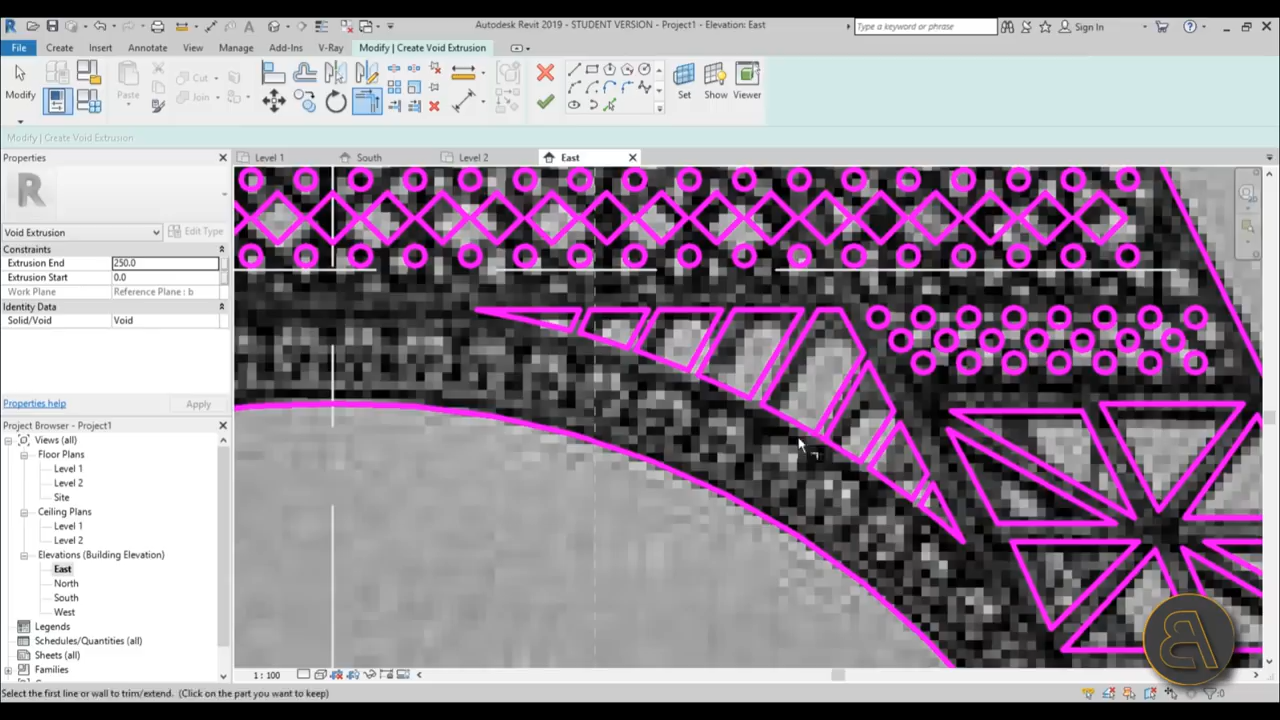 Autodesk Revit 2019 - STUDENT VERSION - Project1 - Elevation: East
Type a keyword or phrase
Sign In
File Create Insert Annotate View Manage Add-Ins V-Ray Modify | Create Void Extrusion
Modify
Paste
Cut
Join
Set Show Viewer
Modify | Create Void Extrusion
Properties
Level 1 South Level 2 East
R
Void Extrusion Edit Type
Constraints
Extrusion End 250.0
Extrusion Start 0.0
Work Plane Reference Plane : b
Identity Data
Solid/Void Void
Properties help Apply
Project Browser - Project1
Views (all)
Floor Plans
Level 1
Level 2
Site
Ceiling Plans
Level 1
Level 2
Elevations (Building Elevation)
East
North
South
West
Legends
Schedules/Quantities (all)
Sheets (all)
Families
1 : 100
Select the first line or wall to trim/extend. (Click on the part you want to keep)
:0